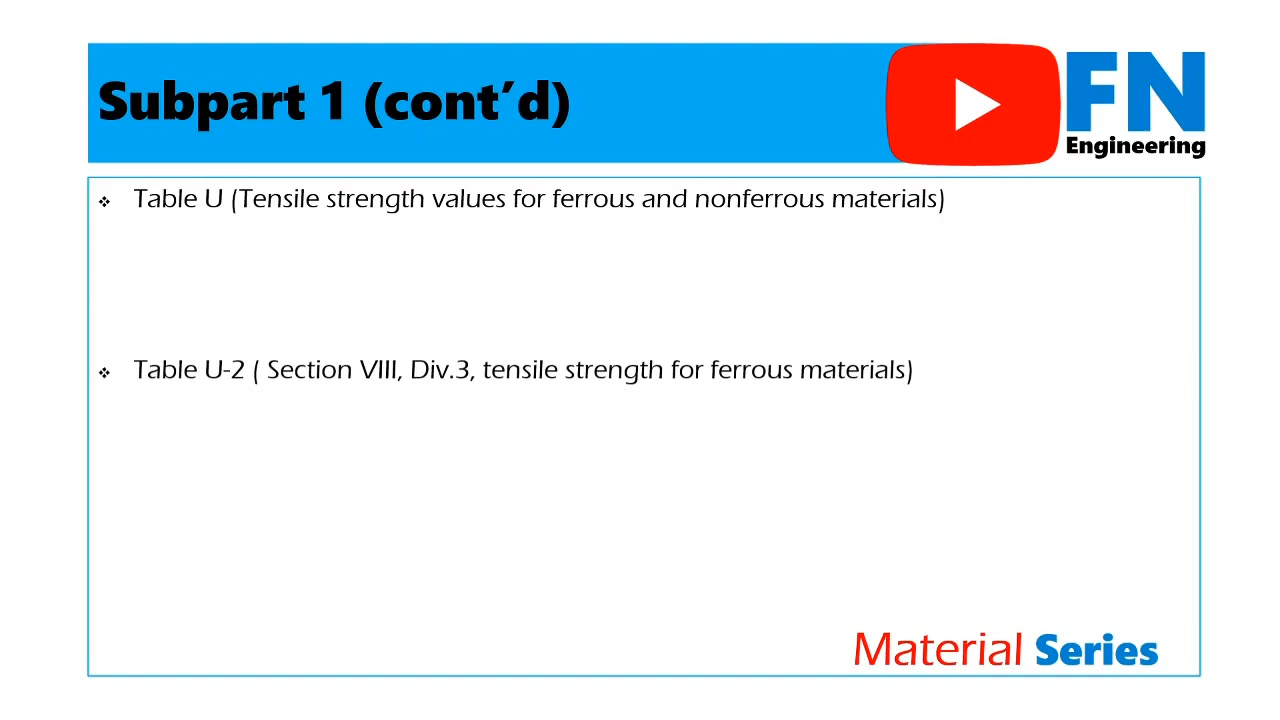 Subpart 1 (cont’d)
FN
Engineering
❖ Table U (Tensile strength values for ferrous and nonferrous materials)
❖ Table U-2 ( Section VIII, Div.3, tensile strength for ferrous materials)
Material Series